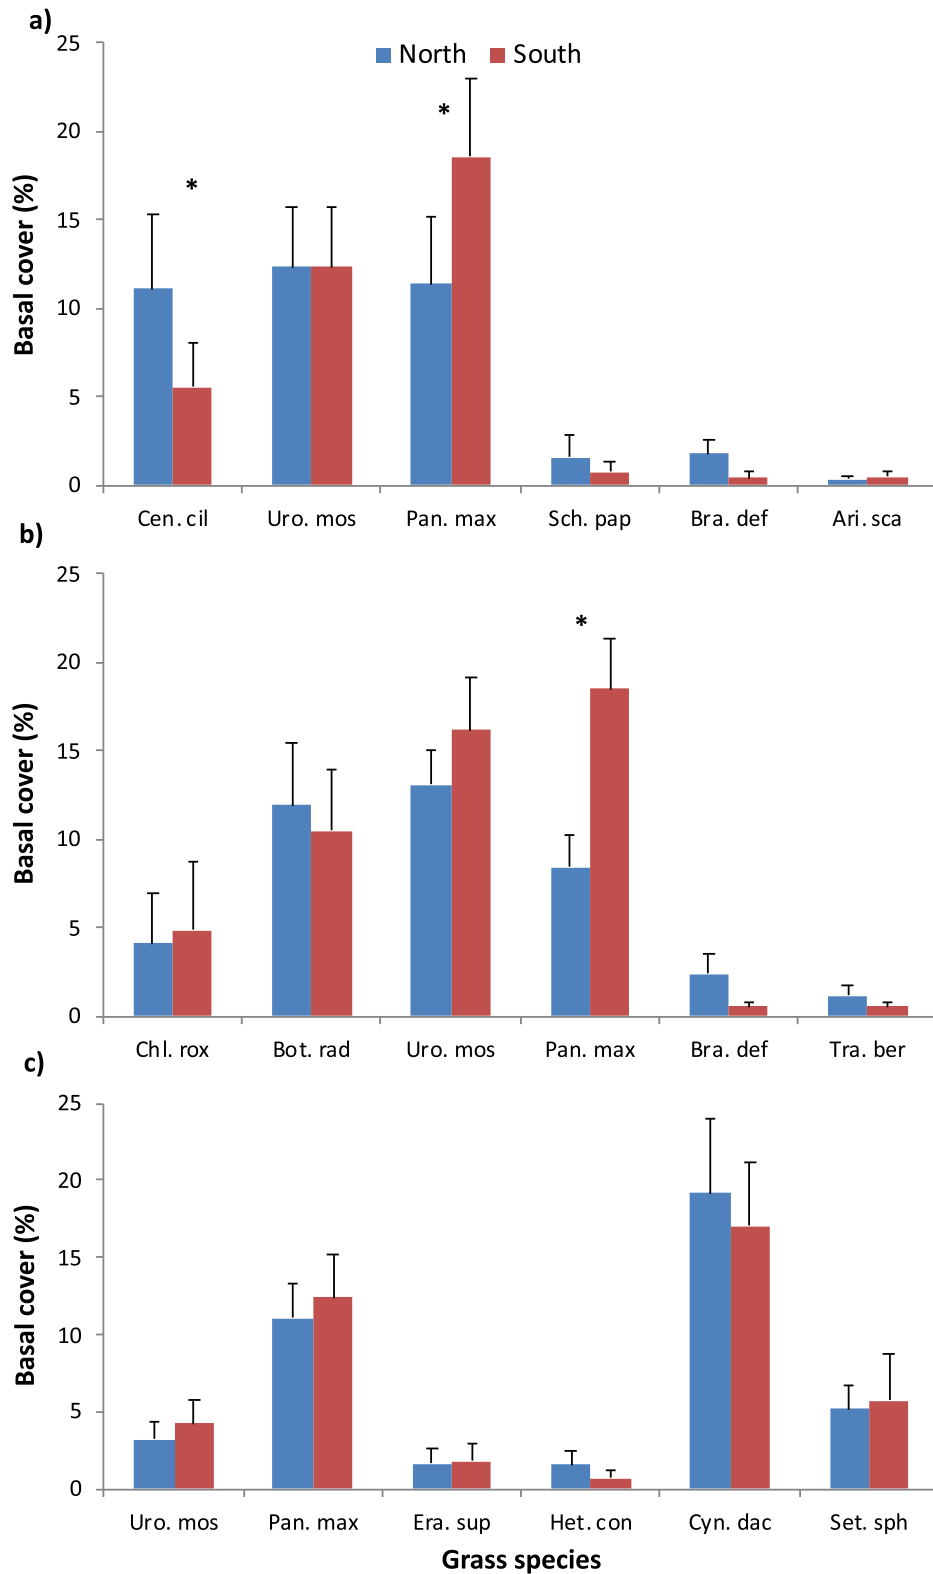 a)
North South
25
20
15
10
5
0
Basal cover (%)
*
*
Cen. cil Uro. mos Pan. max Sch. pap Bra. def Ari. sca
b)
25
20
15
10
5
0
Basal cover (%)
*
Chl. rox Bot. rad Uro. mos Pan. max Bra. def Tra. ber
c)
25
20
15
10
5
0
Basal cover (%)
Uro. mos Pan. max Era. sup Het. con Cyn. dac Set. sph
Grass species